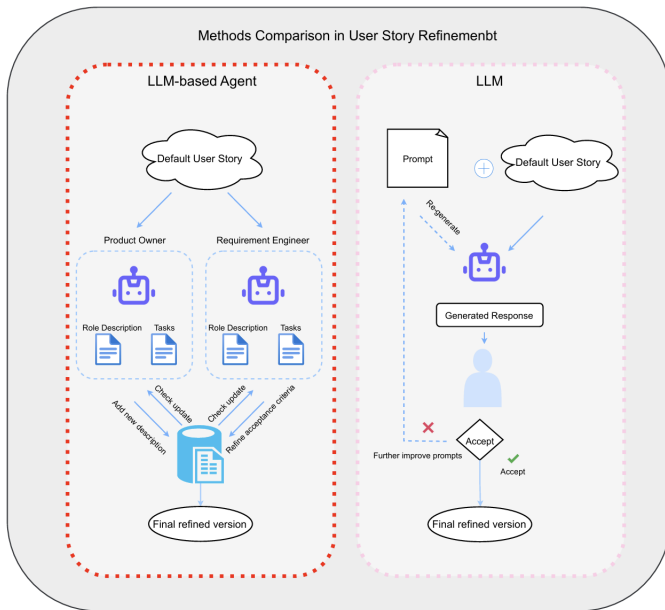 Methods Comparison in User Story Refinemenbt
LLM-based Agent
Default User Story
Product Owner
Requirement Engineer
Role Description
Tasks
Role Description
Tasks
Check update
Add new description
Check update
Refine acceptance criteria
Final refined version
LLM
Prompt
Default User Story
Re-generate
Generated Response
Accept
Further improve prompts
Accept
Final refined version